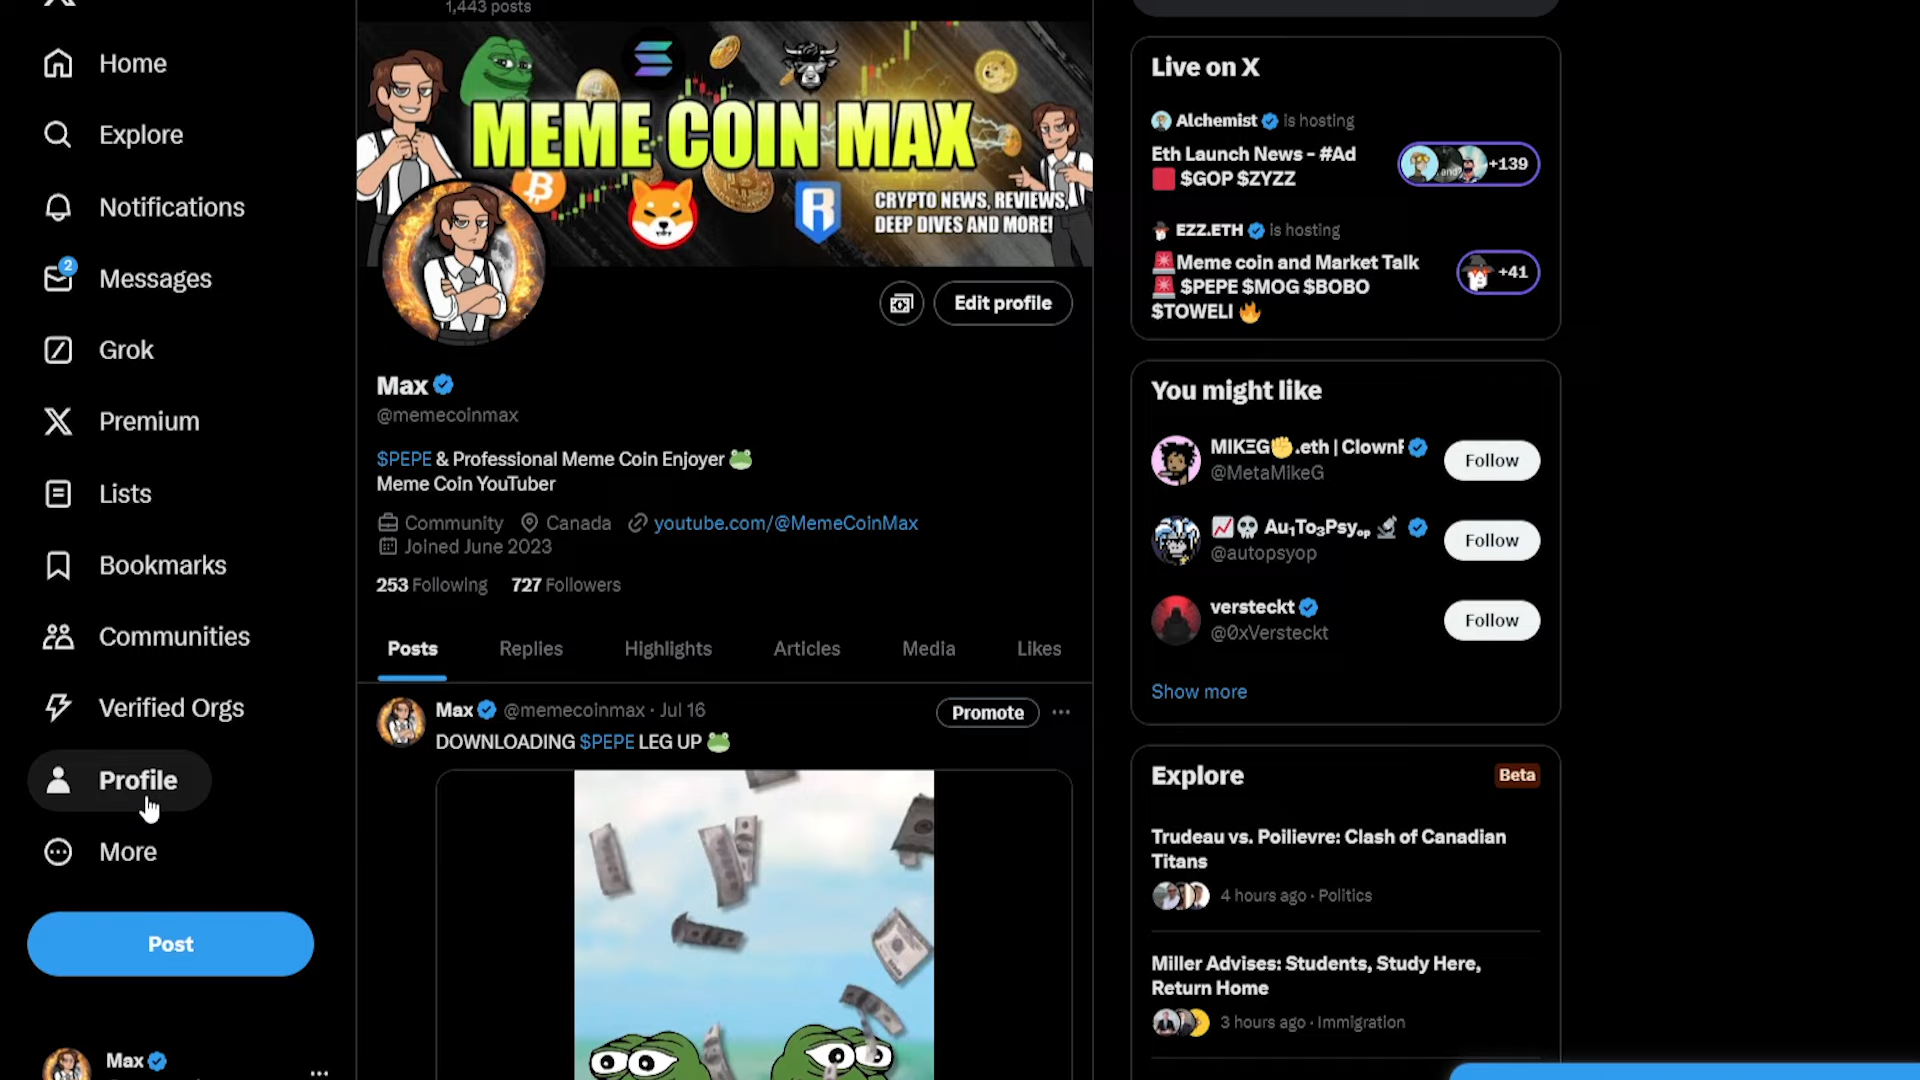 1,443 posts
Home
Explore
Notifications
2
Messages
Grok
Premium
Lists
Bookmarks
Communities
Verified Orgs
Profile
More
Post
Max
MEME COIN MAX
CRYPTO NEWS, REVIEWS,
DEEP DIVES AND MORE!
Edit profile
Max
@memecoinmax
$PEPE & Professional Meme Coin Enjoyer 🐸
Meme Coin YouTuber
Community Canada youtube.com/@MemeCoinMax
Joined June 2023
253 Following 727 Followers
Posts Replies Highlights Articles Media Likes
Max @memecoinmax · Jul 16
Promote
DOWNLOADING $PEPE LEG UP 🐸
Live on X
Alchemist is hosting
Eth Launch News - #Ad
🟥 $GOP $ZYZZ
+139
EZZ.ETH is hosting
🚨Meme coin and Market Talk
🚨 $PEPE $MOG $BOBO
$TOWELI 🔥
+41
You might like
MIKΞG✊.eth | Clown
@MetaMikeG
Follow
📈💀 Au₁To₃Psyₒₚ 🔬
@autopsyop
Follow
versteckt
@0xVersteckt
Follow
Show more
Explore
Beta
Trudeau vs. Poilievre: Clash of Canadian
Titans
4 hours ago · Politics
Miller Advises: Students, Study Here,
Return Home
3 hours ago · Immigration